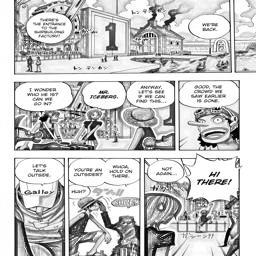 THERE'S
THE ENTRANCE
TO THE
SHIPBUILDING
FACTORY!
1
WE'RE
BACK.
I WONDER
WHO IS?
CAN WE
GO IN?
MR.
ICEBERG.
ANYWAY,
LET'S SEE
IF WE CAN
FIND THIS...
GOOD, THE
CROWD WE
SAW EARLIER
IS GONE.
LET'S
TALK
OUTSIDE.
Galley
YOU'RE AN
OUTSIDER?
HUH?
WHOA,
HOLD ON
THERE.
NOT
AGAIN...
HI
THERE!